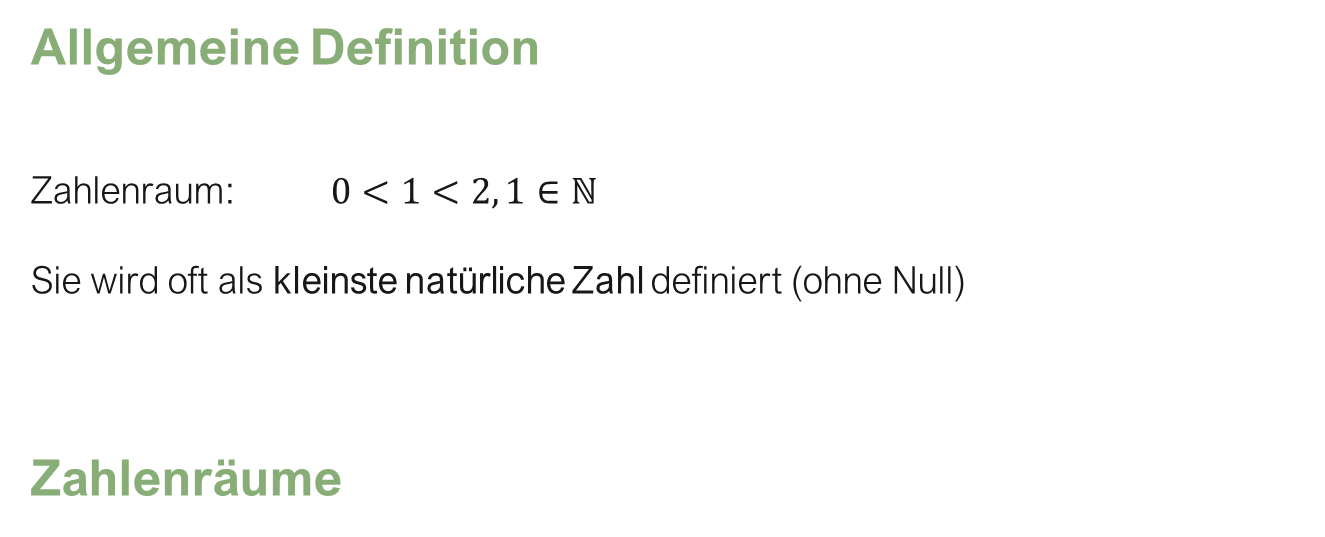 Allgemeine Definition
Zahlenraum: 0 < 1 < 2, 1 ∈ ℕ
Sie wird oft als kleinste natürliche Zahl definiert (ohne Null)
Zahlenräume